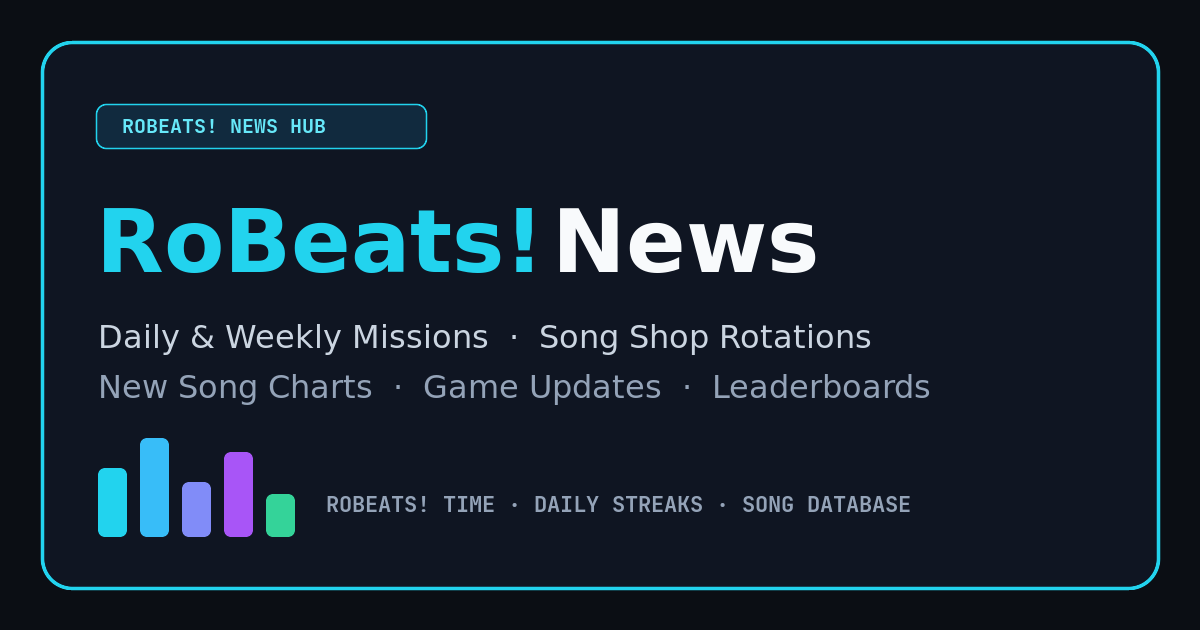 ROBEATS! NEWS HUB
RoBeats! News
Daily & Weekly Missions · Song Shop Rotations
New Song Charts · Game Updates · Leaderboards
ROBEATS! TIME · DAILY STREAKS · SONG DATABASE